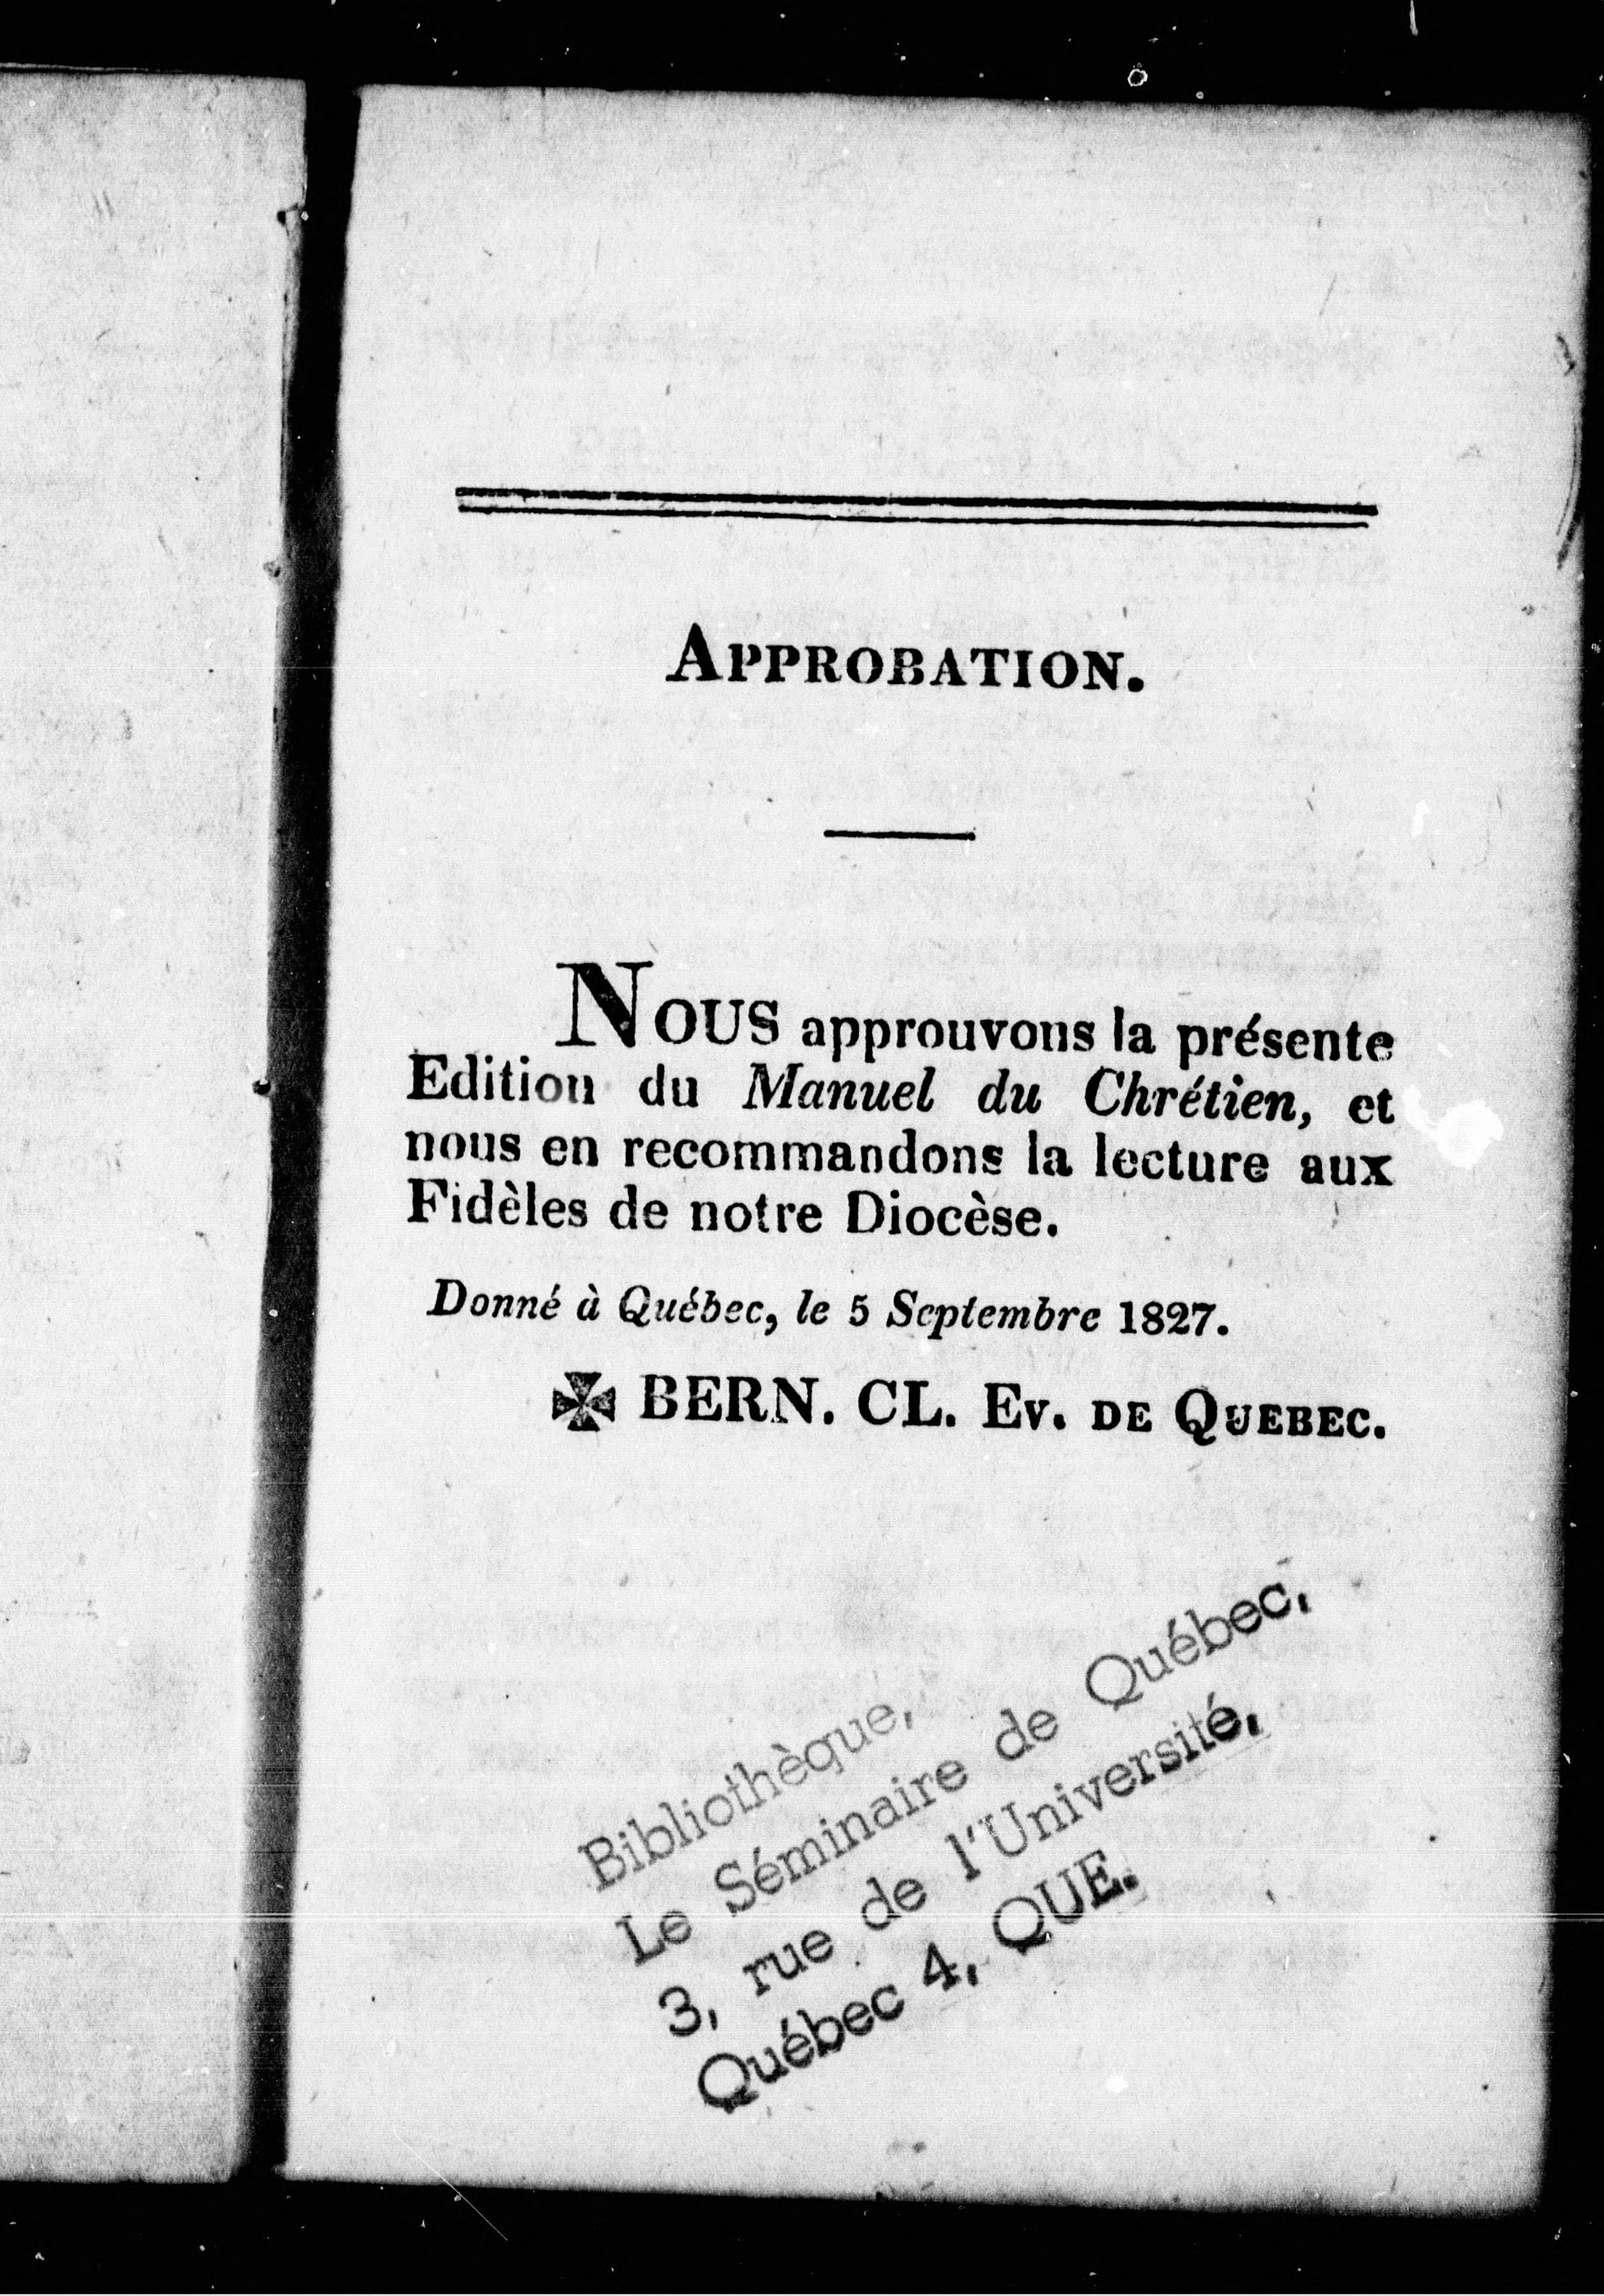 APPROBATION.
NOUS approuvons la présente
Edition du Manuel du Chrétien, et
nous en recommandons la lecture aux
Fidèles de notre Diocèse.
Donné à Québec, le 5 Septembre 1827.
✠ BERN. CL. EV. DE QUEBEC.
Bibliothèque,
Le Séminaire de Québec,
3, rue de l'Université,
Québec 4, QUE.